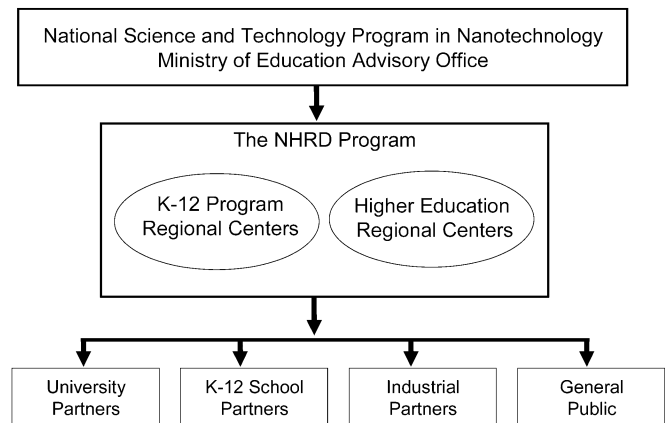 National Science and Technology Program in Nanotechnology
Ministry of Education Advisory Office
The NHRD Program
K-12 Program
Regional Centers
Higher Education
Regional Centers
University
Partners
K-12 School
Partners
Industrial
Partners
General
Public